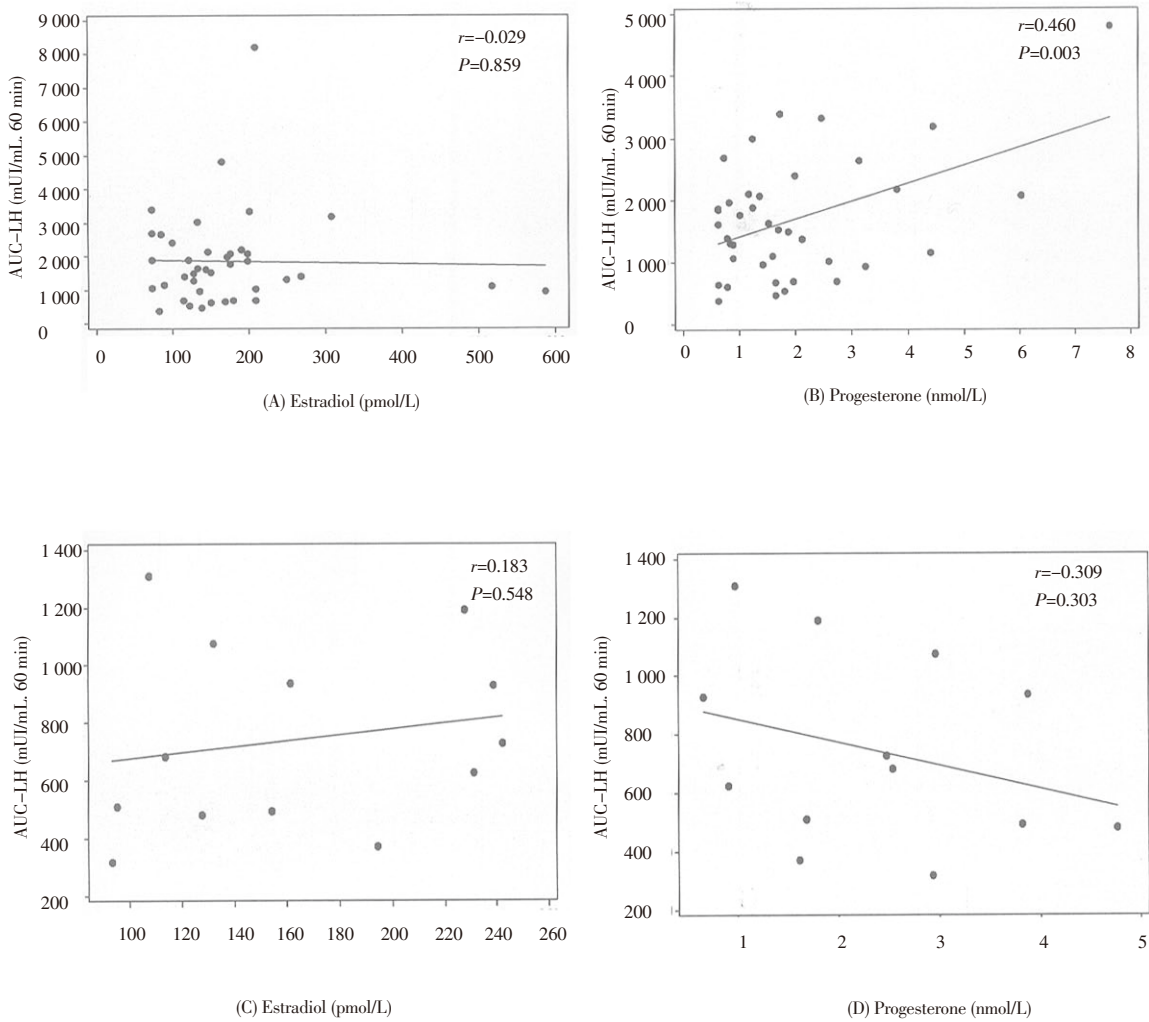 9 000
8 000
7 000
6 000
5 000
4 000
3 000
2 000
1 000
0
AUC-LH (mUI/mL. 60 min)
r=-0.029
P=0.859
0 100 200 300 400 500 600
(A) Estradiol (pmol/L)
5 000
4 000
3 000
2 000
1 000
0
AUC-LH (mUI/mL. 60 min)
r=0.460
P=0.003
0 1 2 3 4 5 6 7 8
(B) Progesterone (nmol/L)
1 400
1 200
1 000
800
600
400
200
AUC-LH (mUI/mL. 60 min)
r=0.183
P=0.548
100 120 140 160 180 200 220 240 260
(C) Estradiol (pmol/L)
1 400
1 200
1 000
800
600
400
200
AUC-LH (mUI/mL. 60 min)
r=-0.309
P=0.303
1 2 3 4 5
(D) Progesterone (nmol/L)